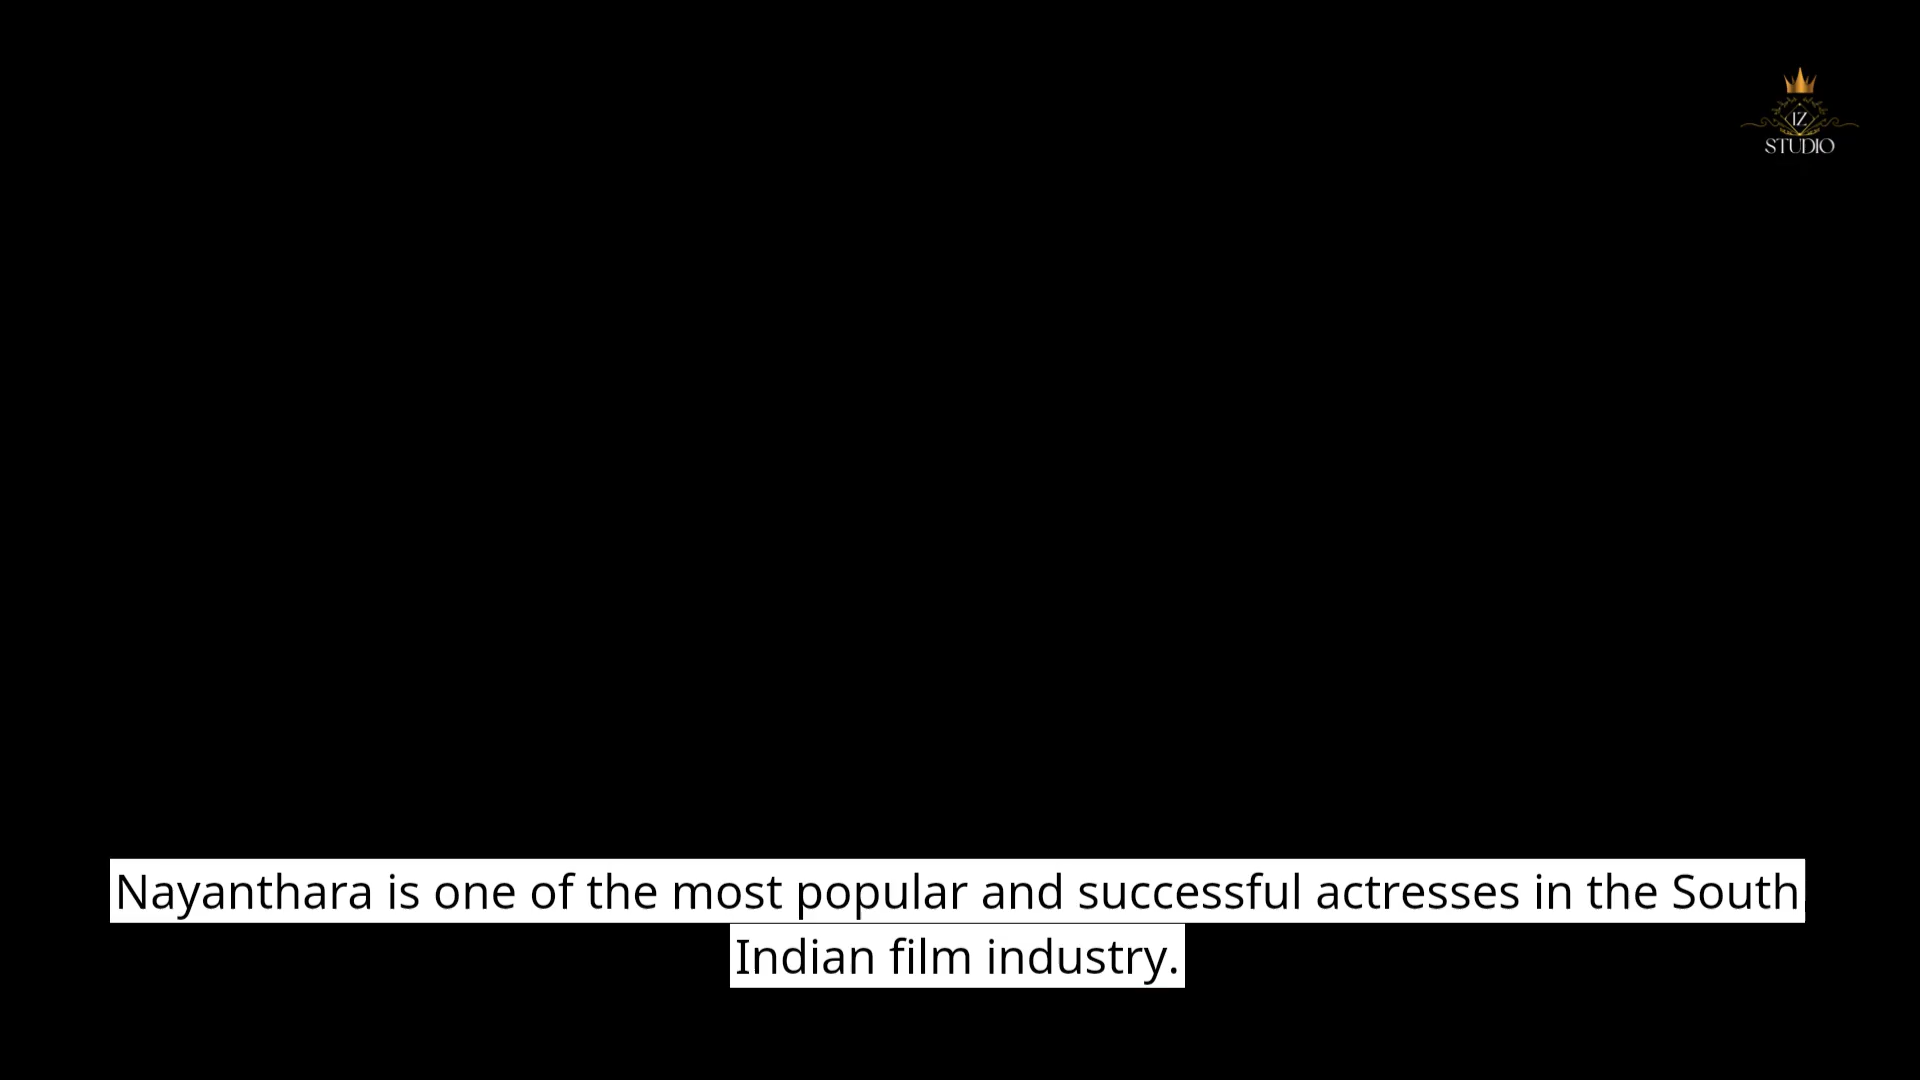 IZ
STUDIO
Nayanthara is one of the most popular and successful actresses in the South
Indian film industry.